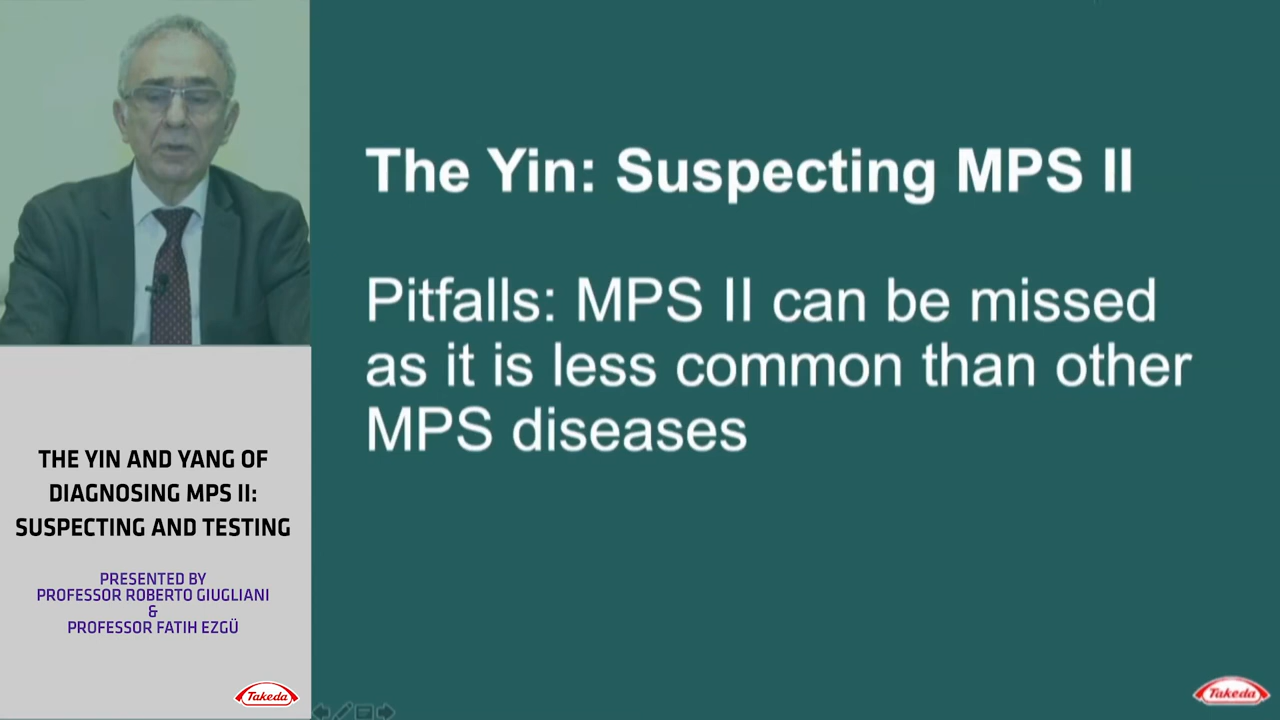 The Yin: Suspecting MPS II
Pitfalls: MPS II can be missed
as it is less common than other
MPS diseases
THE YIN AND YANG OF
DIAGNOSING MPS II:
SUSPECTING AND TESTING
PRESENTED BY
PROFESSOR ROBERTO GIUGLIANI
&
PROFESSOR FATIH EZGÜ
Takeda
Takeda